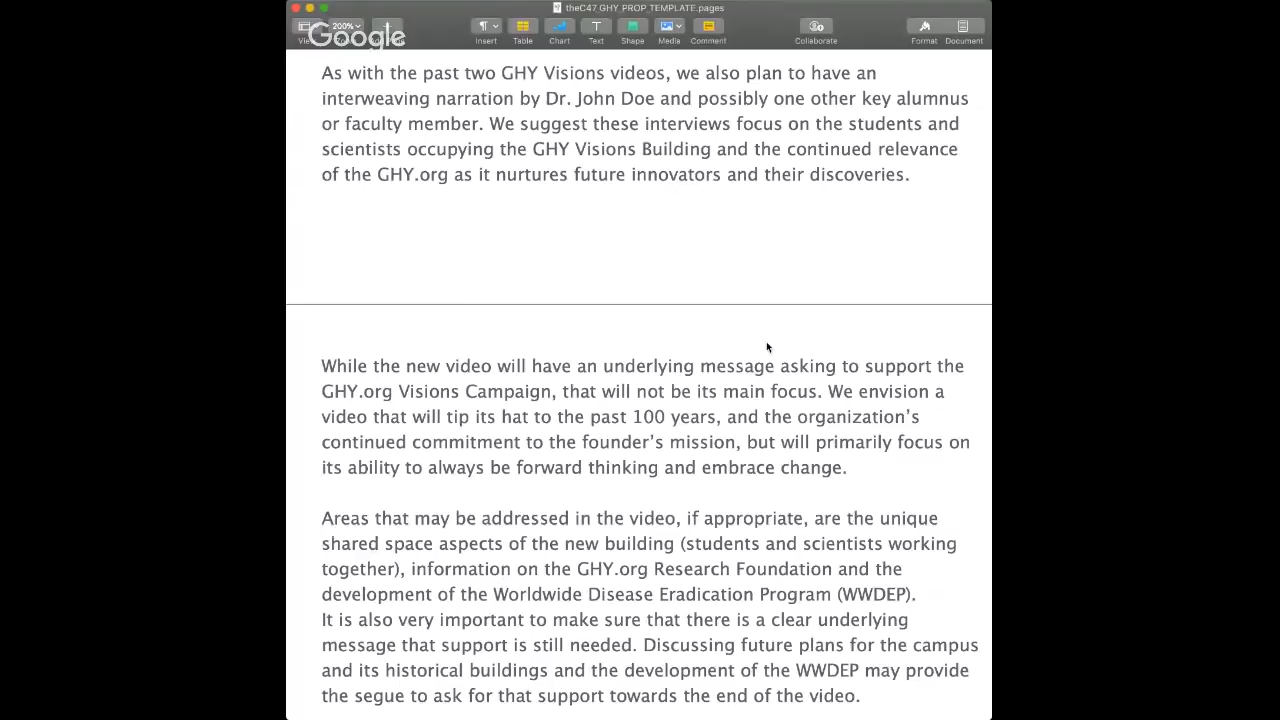 theC47_GHY_PROP_TEMPLATE.pages
200%
Google
Insert Table Chart Text Shape Media Comment Collaborate Format Document
As with the past two GHY Visions videos, we also plan to have an
interweaving narration by Dr. John Doe and possibly one other key alumnus
or faculty member. We suggest these interviews focus on the students and
scientists occupying the GHY Visions Building and the continued relevance
of the GHY.org as it nurtures future innovators and their discoveries.
While the new video will have an underlying message asking to support the
GHY.org Visions Campaign, that will not be its main focus. We envision a
video that will tip its hat to the past 100 years, and the organization’s
continued commitment to the founder’s mission, but will primarily focus on
its ability to always be forward thinking and embrace change.
Areas that may be addressed in the video, if appropriate, are the unique
shared space aspects of the new building (students and scientists working
together), information on the GHY.org Research Foundation and the
development of the Worldwide Disease Eradication Program (WWDEP).
It is also very important to make sure that there is a clear underlying
message that support is still needed. Discussing future plans for the campus
and its historical buildings and the development of the WWDEP may provide
the segue to ask for that support towards the end of the video.